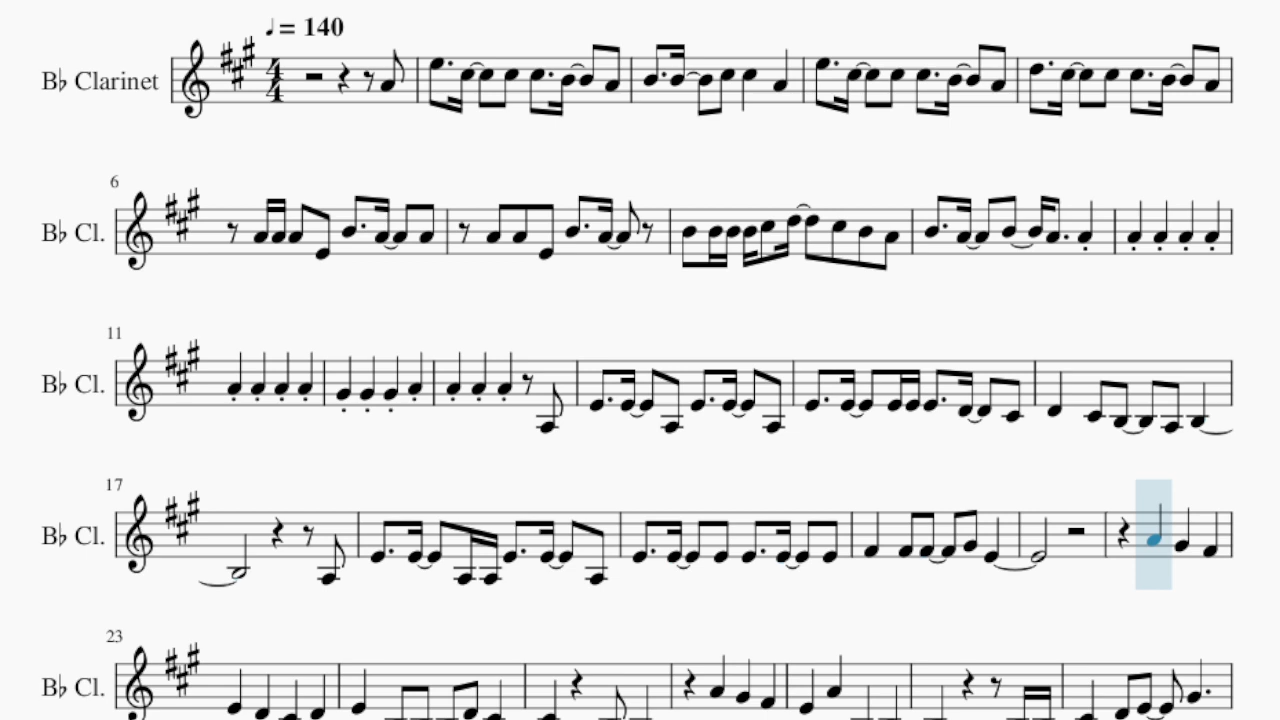 ♩ = 140
B♭ Clarinet
4
4
6
B♭ Cl.
11
B♭ Cl.
17
B♭ Cl.
23
B♭ Cl.